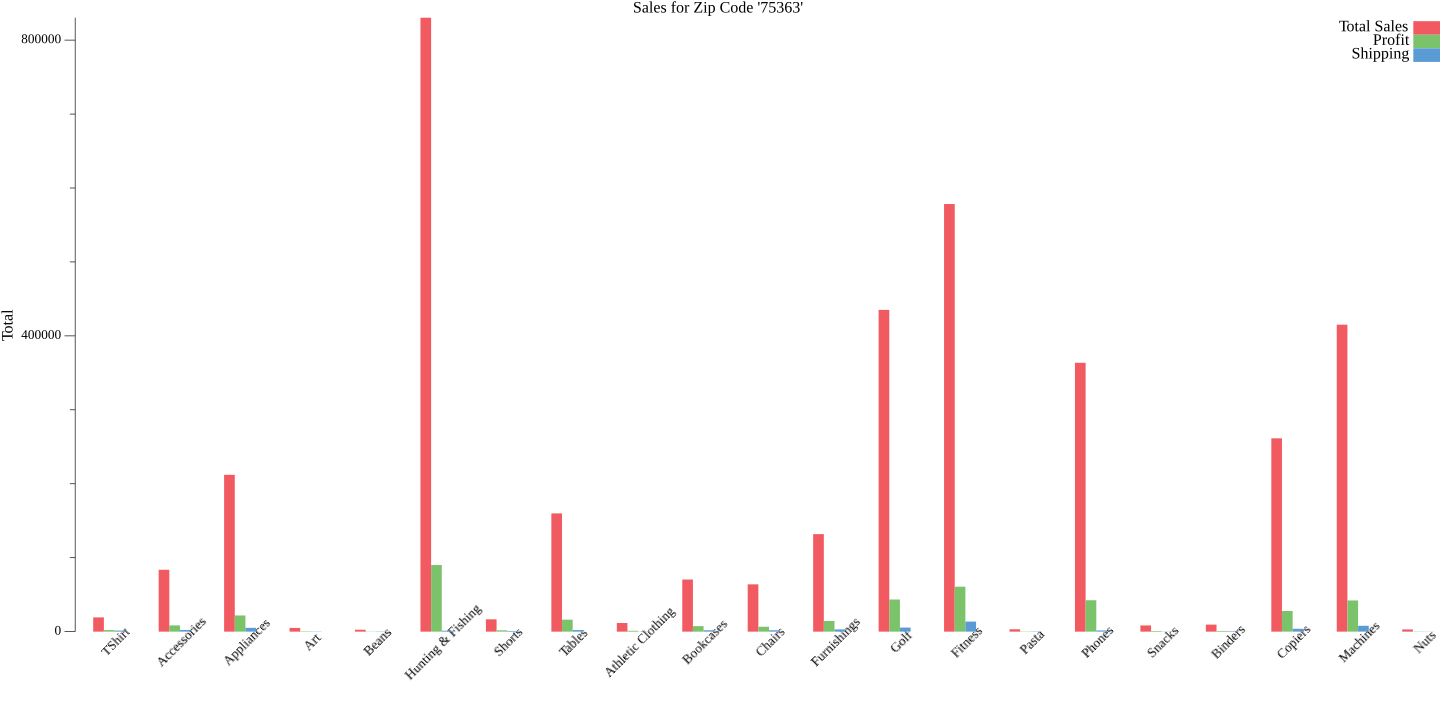 Sales for Zip Code '75363'
Total Sales
Profit
Shipping
Total
800000
400000
0
TShirt
Accessories
Appliances
Art
Beans
Hunting & Fishing
Shorts
Tables
Athletic Clothing
Bookcases
Chairs
Furnishings
Golf
Fitness
Pasta
Phones
Snacks
Binders
Copiers
Machines
Nuts